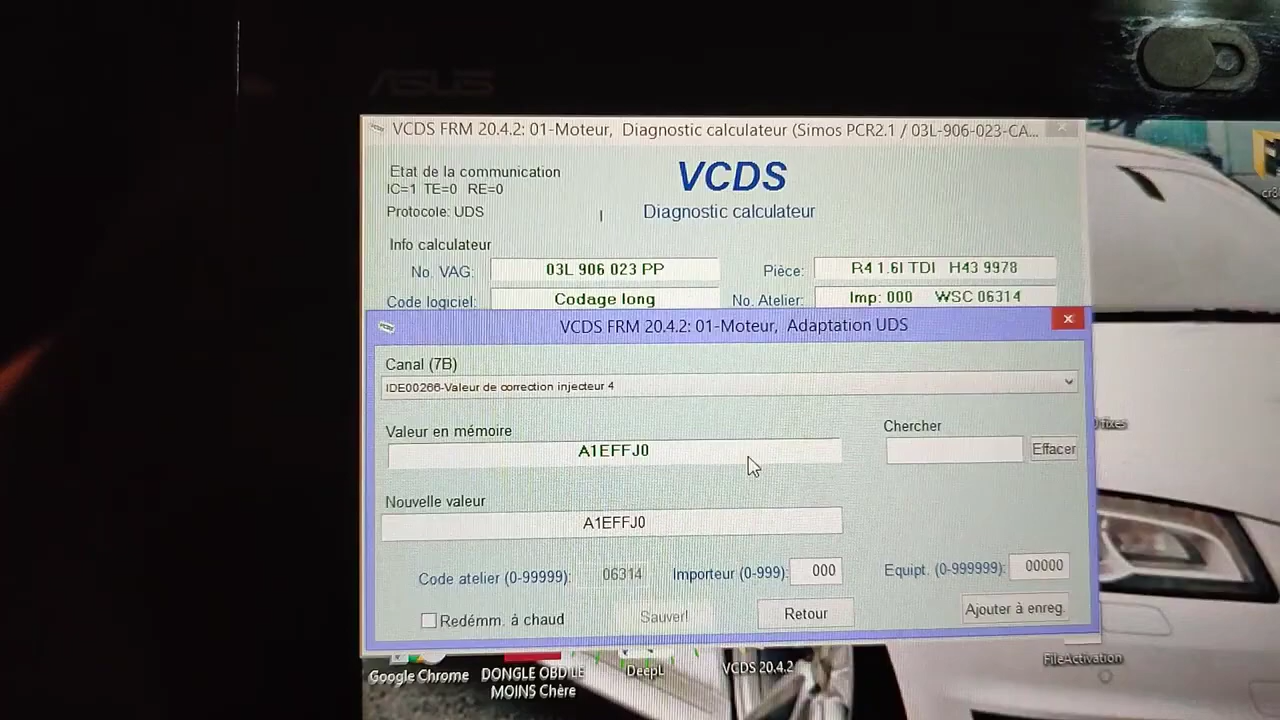 ASUS
VCDS FRM 20.4.2: 01-Moteur,  Diagnostic calculateur (Simos PCR2.1 / 03L-906-023-CA...
Etat de la communication
IC=1  TE=0   RE=0
VCDS
Protocole: UDS
Diagnostic calculateur
Info calculateur
No. VAG: 03L 906 023 PP Pièce: R4 1.6l TDI   H43 9978
Code logiciel: Codage long No. Atelier: Imp: 000     WSC 06314
VCDS FRM 20.4.2: 01-Moteur,  Adaptation UDS
Canal (7B)
IDE00266-Valeur de correction injecteur 4
Valeur en mémoire Chercher
A1EFFJ0 Effacer
Nouvelle valeur
A1EFFJ0
Code atelier (0-99999): 06314 Importeur (0-999): 000 Equipt. (0-999999): 00000
Redémm. à chaud Sauver! Retour Ajouter à enreg.
Google Chrome
DONGLE OBD LE
MOINS Chère
DeepL
VCDS 20.4.2
FileActivation
fixes